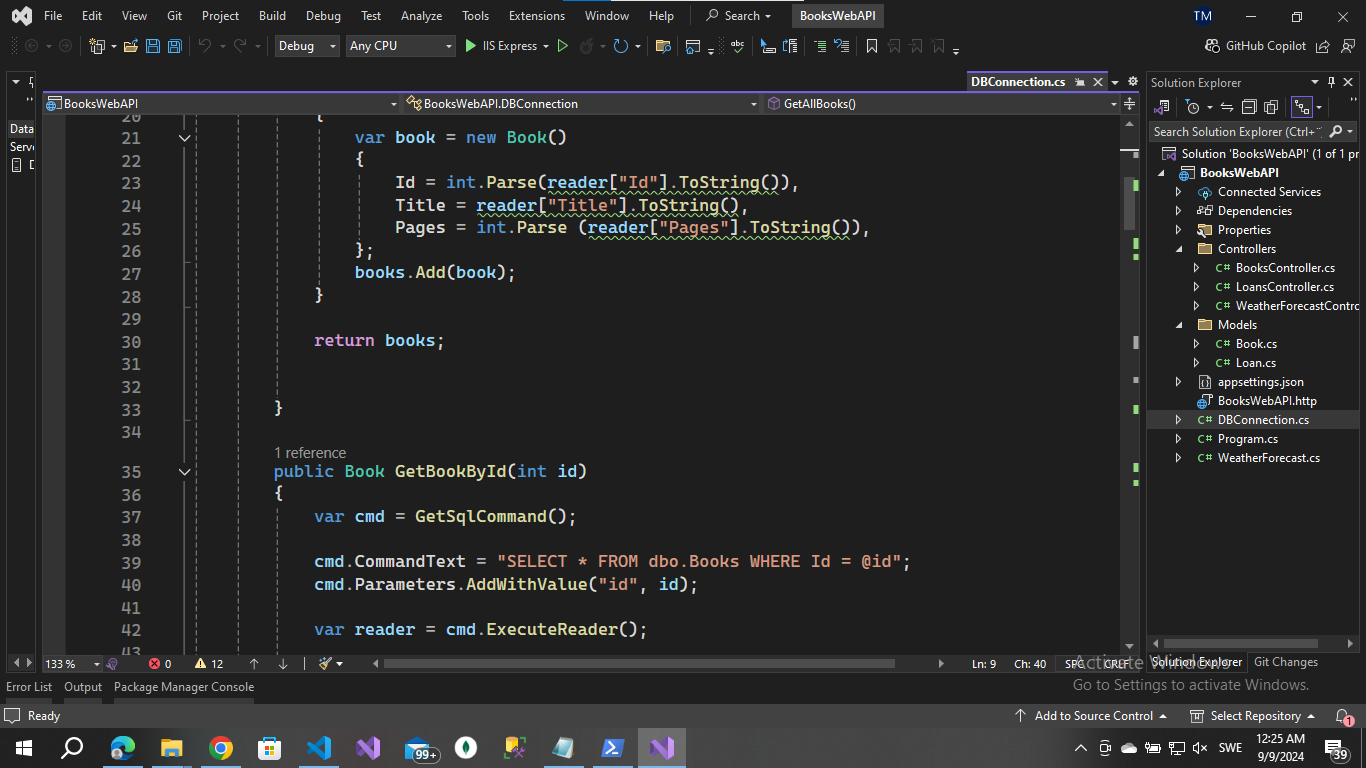 File Edit View Git Project Build Debug Test Analyze Tools Extensions Window Help Search BooksWebAPI TM
Debug Any CPU IIS Express GitHub Copilot
DBConnection.cs Solution Explorer
BooksWebAPI BooksWebAPI.DBConnection GetAllBooks()
Data
Serv
Search Solution Explorer (Ctrl+
Solution 'BooksWebAPI' (1 of 1 pr
BooksWebAPI
Connected Services
Dependencies
Properties
Controllers
BooksController.cs
LoansController.cs
WeatherForecastContro
Models
Book.cs
Loan.cs
appsettings.json
BooksWebAPI.http
DBConnection.cs
Program.cs
WeatherForecast.cs
20 {
21 var book = new Book()
22 {
23 Id = int.Parse(reader["Id"].ToString()),
24 Title = reader["Title"].ToString(),
25 Pages = int.Parse (reader["Pages"].ToString()),
26 };
27 books.Add(book);
28 }
29
30 return books;
31
32
33 }
34
1 reference
35 public Book GetBookById(int id)
36 {
37 var cmd = GetSqlCommand();
38
39 cmd.CommandText = "SELECT * FROM dbo.Books WHERE Id = @id";
40 cmd.Parameters.AddWithValue("id", id);
41
42 var reader = cmd.ExecuteReader();
43
133 % 0 12 Ln: 9 Ch: 40 SPC CRLF
Solution Explorer Git Changes
Activate Windows
Go to Settings to activate Windows.
Error List Output Package Manager Console
Ready Add to Source Control Select Repository 1
99+ SWE 12:25 AM
9/9/2024 39